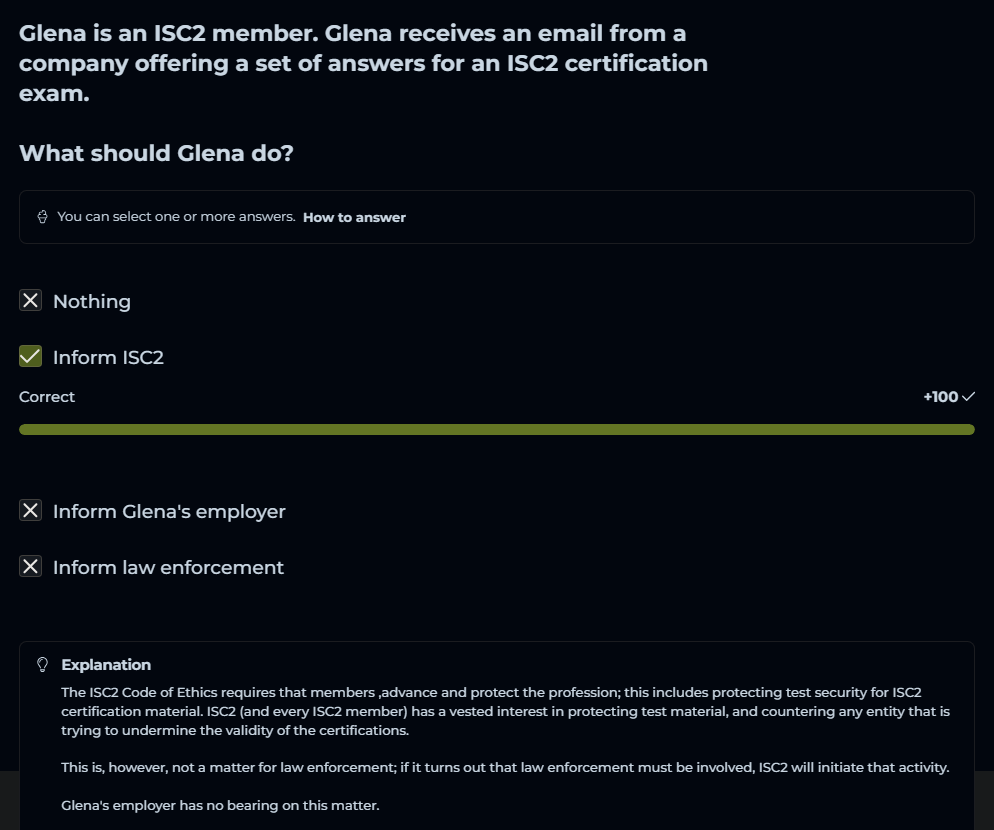 Glena is an ISC2 member. Glena receives an email from a
company offering a set of answers for an ISC2 certification
exam.
What should Glena do?
You can select one or more answers. How to answer
Nothing
Inform ISC2
Correct
+100
Inform Glena's employer
Inform law enforcement
Explanation
The ISC2 Code of Ethics requires that members ,advance and protect the profession; this includes protecting test security for ISC2
certification material. ISC2 (and every ISC2 member) has a vested interest in protecting test material, and countering any entity that is
trying to undermine the validity of the certifications.
This is, however, not a matter for law enforcement; if it turns out that law enforcement must be involved, ISC2 will initiate that activity.
Glena's employer has no bearing on this matter.